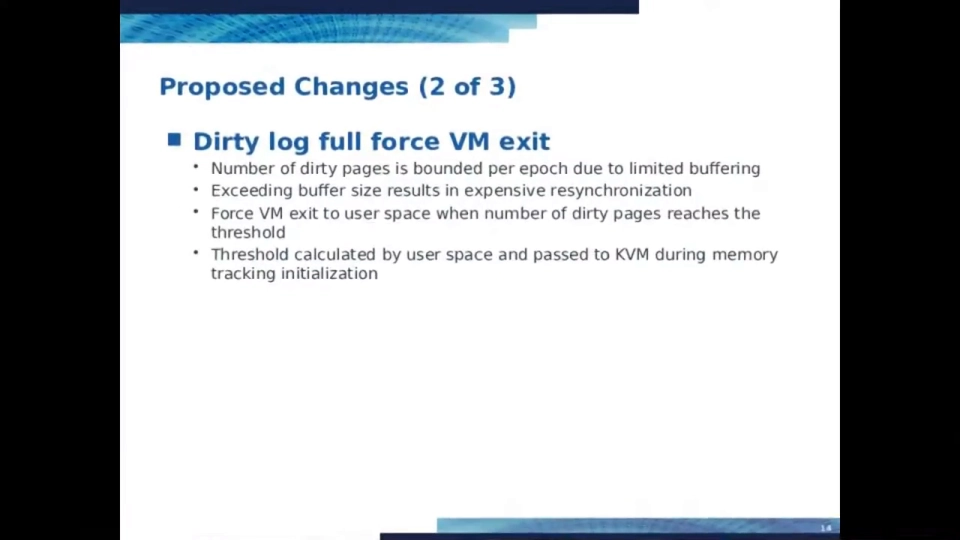 Proposed Changes (2 of 3)
■ Dirty log full force VM exit
• Number of dirty pages is bounded per epoch due to limited buffering
• Exceeding buffer size results in expensive resynchronization
• Force VM exit to user space when number of dirty pages reaches the
threshold
• Threshold calculated by user space and passed to KVM during memory
tracking initialization
14